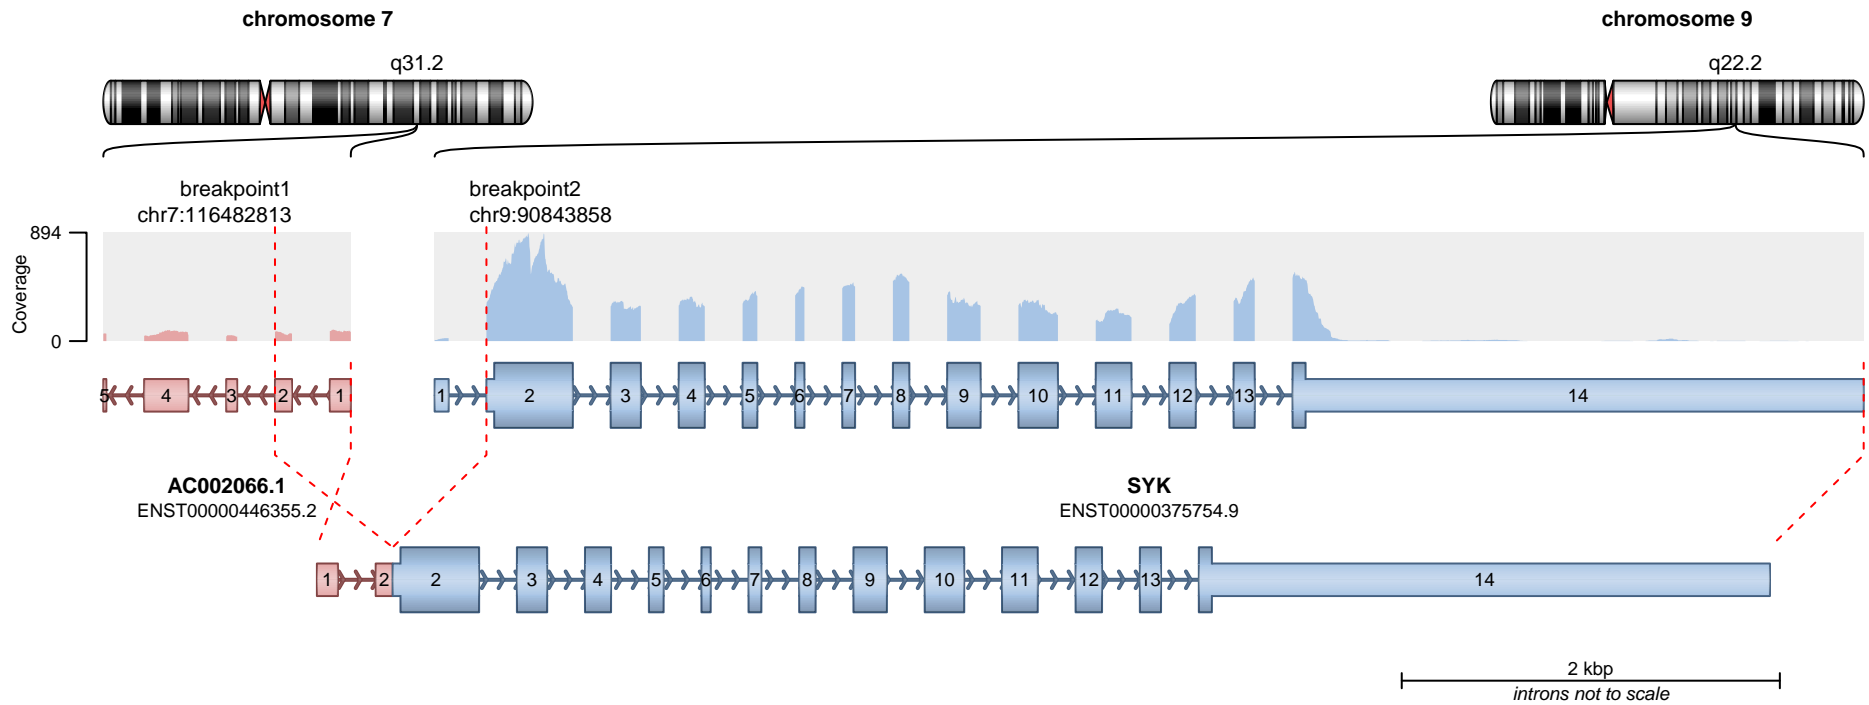 chromosome 7
chromosome 9
q31.2
q22.2
breakpoint1
chr7:116482813
breakpoint2
chr9:90843858
894
0
Coverage
5 4 3 2 1
1 2 3 4 5 6 7 8 9 10 11 12 13 14
AC002066.1
ENST00000446355.2
SYK
ENST00000375754.9
1 2 2 3 4 5 6 7 8 9 10 11 12 13 14
2 kbp
introns not to scale